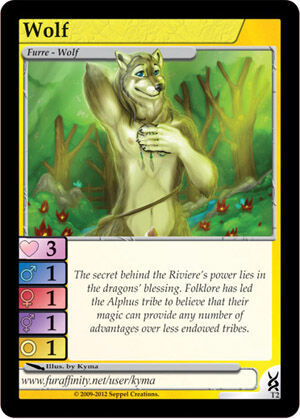 Wolf
Furre - Wolf
3
1
1
1
1
The secret behind the Riviere's power lies in
the dragons' blessing. Folklore has led
the Alphus tribe to believe that their
magic can provide any number of
advantages over less endowed tribes.
Illus. by Kyma
www.furaffinity.net/user/kyma
© 2009-2012 Seppel Creations.
T2